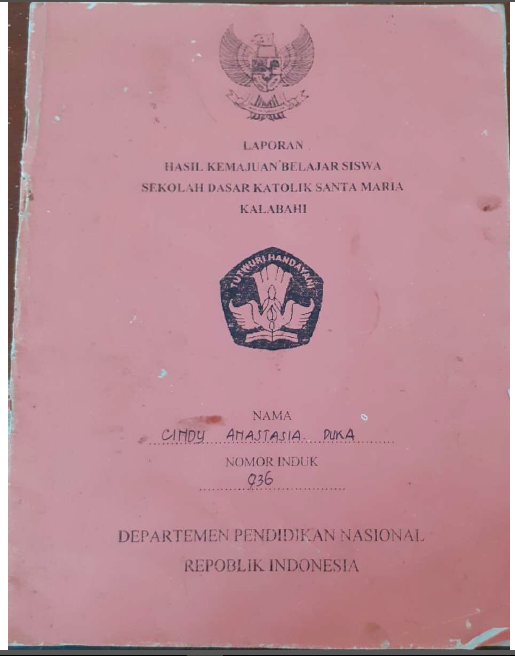 LAPORAN
HASIL KEMAJUAN BELAJAR SISWA
SEKOLAH DASAR KATOLIK SANTA MARIA
KALABAHI
TUT WURI HANDAYANI
NAMA
CINDY ANASTASIA. DUKA
NOMOR INDUK
936
DEPARTEMEN PENDIDIKAN NASIONAL
REPOBLIK INDONESIA